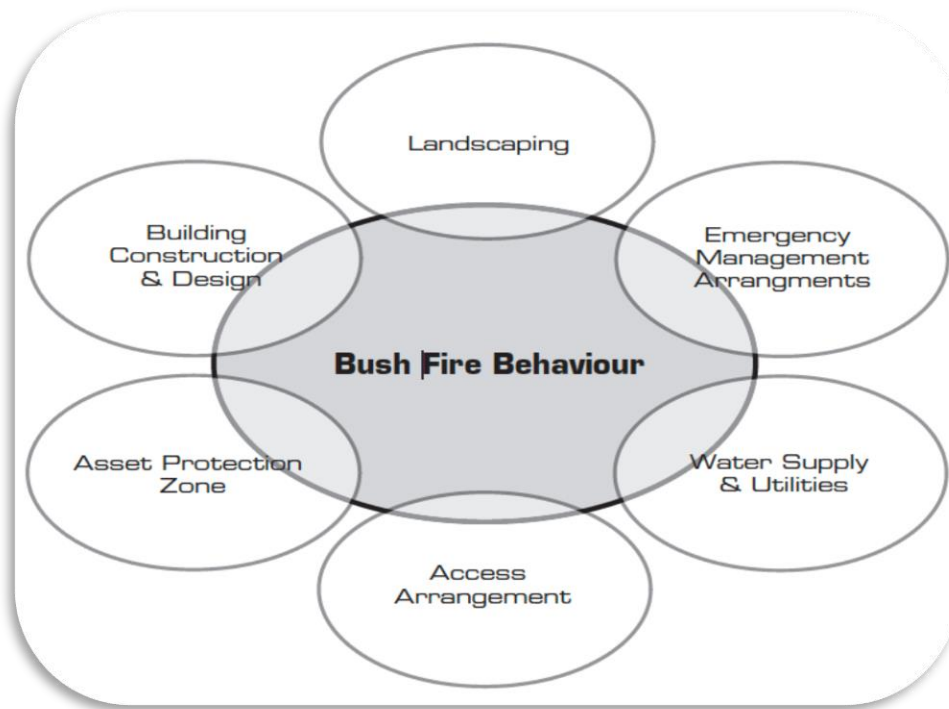 Landscaping
Building
Construction
& Design
Emergency
Management
Arrangments
Bush Fire Behaviour
Asset Protection
Zone
Water Supply
& Utilities
Access
Arrangement